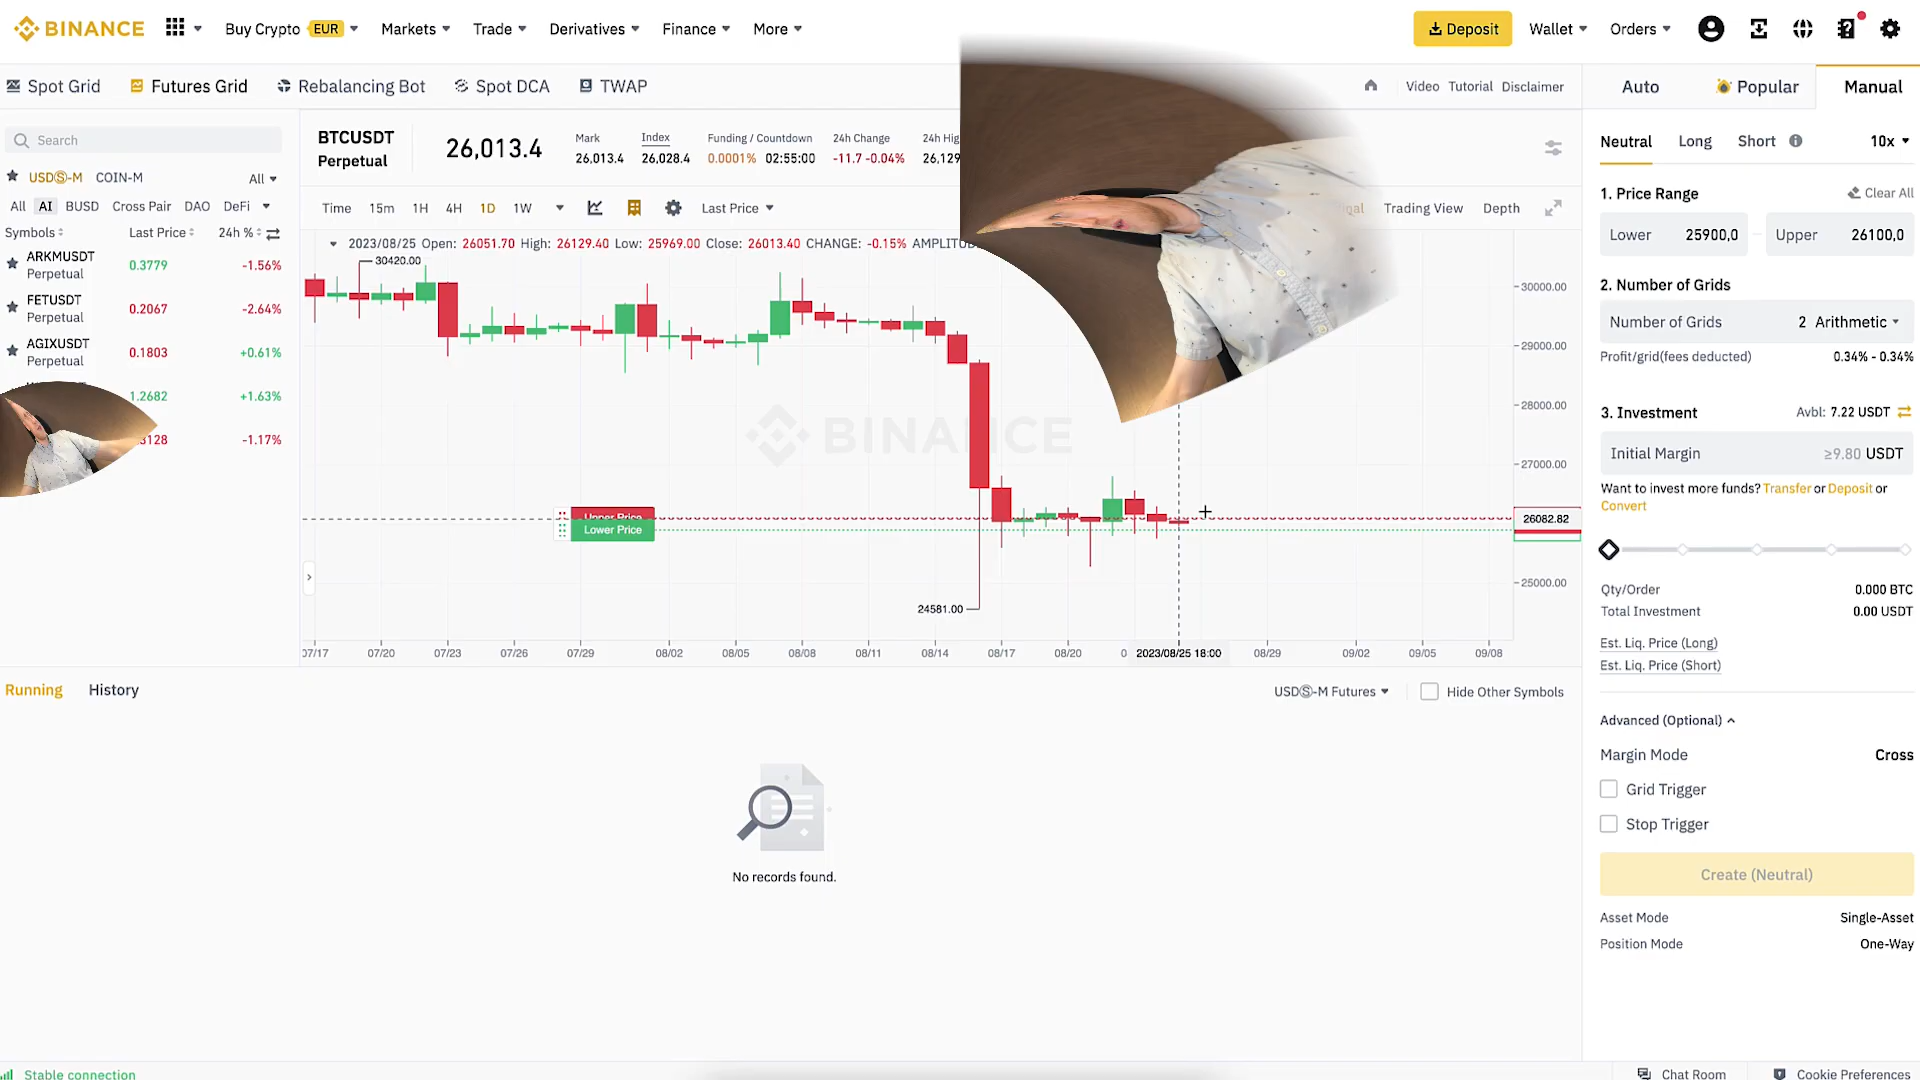 BINANCE
Buy Crypto EUR Markets Trade Derivatives Finance More Deposit Wallet Orders
Spot Grid Futures Grid Rebalancing Bot Spot DCA TWAP Video Tutorial Disclaimer
Auto Popular Manual
Search
USDⓈ-M COIN-M All
All AI BUSD Cross Pair DAO DeFi
Symbols Last Price 24h %
ARKMUSDT
Perpetual 0.3779 -1.56%
FETUSDT
Perpetual 0.2067 -2.64%
AGIXUSDT
Perpetual 0.1803 +0.61%
1.2682 +1.63%
3128 -1.17%
BTCUSDT
Perpetual
26,013.4
Mark
26,013.4
Index
26,028.4
Funding / Countdown
0.0001% 02:55:00
24h Change
-11.7 -0.04%
24h Hig
26,129
Time 15m 1H 4H 1D 1W Last Price Trading View Depth
2023/08/25 Open: 26051.70 High: 26129.40 Low: 25969.00 Close: 26013.40 CHANGE: -0.15% AMPLITUD
30420.00
30000.00
29000.00
28000.00
BINANCE
27000.00
Upper Price
26082.82
Lower Price
25000.00
24581.00
07/17 07/20 07/23 07/26 07/29 08/02 08/05 08/08 08/11 08/14 08/17 08/20 0 2023/08/25 18:00 08/29 09/02 09/05 09/08
Running History USDⓈ-M Futures Hide Other Symbols
No records found.
Neutral Long Short 10x
1. Price Range Clear All
Lower 25900,0 Upper 26100,0
2. Number of Grids
Number of Grids 2 Arithmetic
Profit/grid(fees deducted) 0.34% - 0.34%
3. Investment Avbl: 7.22 USDT
Initial Margin ≥9.80 USDT
Want to invest more funds? Transfer or Deposit or
Convert
Qty/Order 0.000 BTC
Total Investment 0.00 USDT
Est. Liq. Price (Long)
Est. Liq. Price (Short)
Advanced (Optional)
Margin Mode Cross
Grid Trigger
Stop Trigger
Create (Neutral)
Asset Mode Single-Asset
Position Mode One-Way
Stable connection Chat Room Cookie Preferences